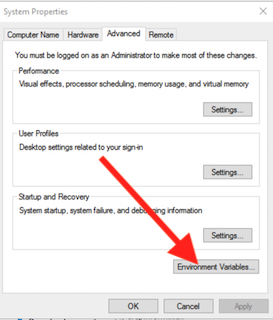 System Properties
Computer Name Hardware Advanced Remote
You must be logged on as an Administrator to make most of these changes.
Performance
Visual effects, processor scheduling, memory usage, and virtual memory
Settings...
User Profiles
Desktop settings related to your sign-in
Settings...
Startup and Recovery
System startup, system failure, and debugging information
Settings...
Environment Variables...
OK Cancel Apply